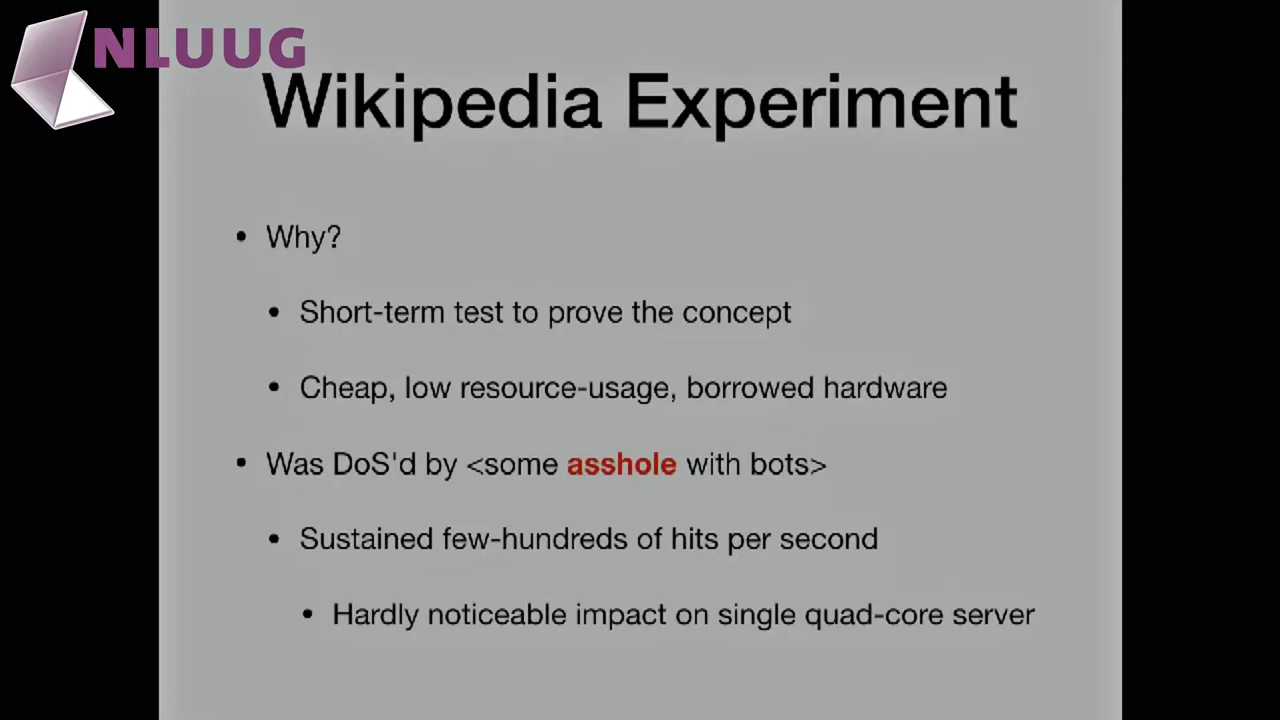 NLUUG
Wikipedia Experiment
• Why?
• Short-term test to prove the concept
• Cheap, low resource-usage, borrowed hardware
• Was DoS'd by <some asshole with bots>
• Sustained few-hundreds of hits per second
• Hardly noticeable impact on single quad-core server